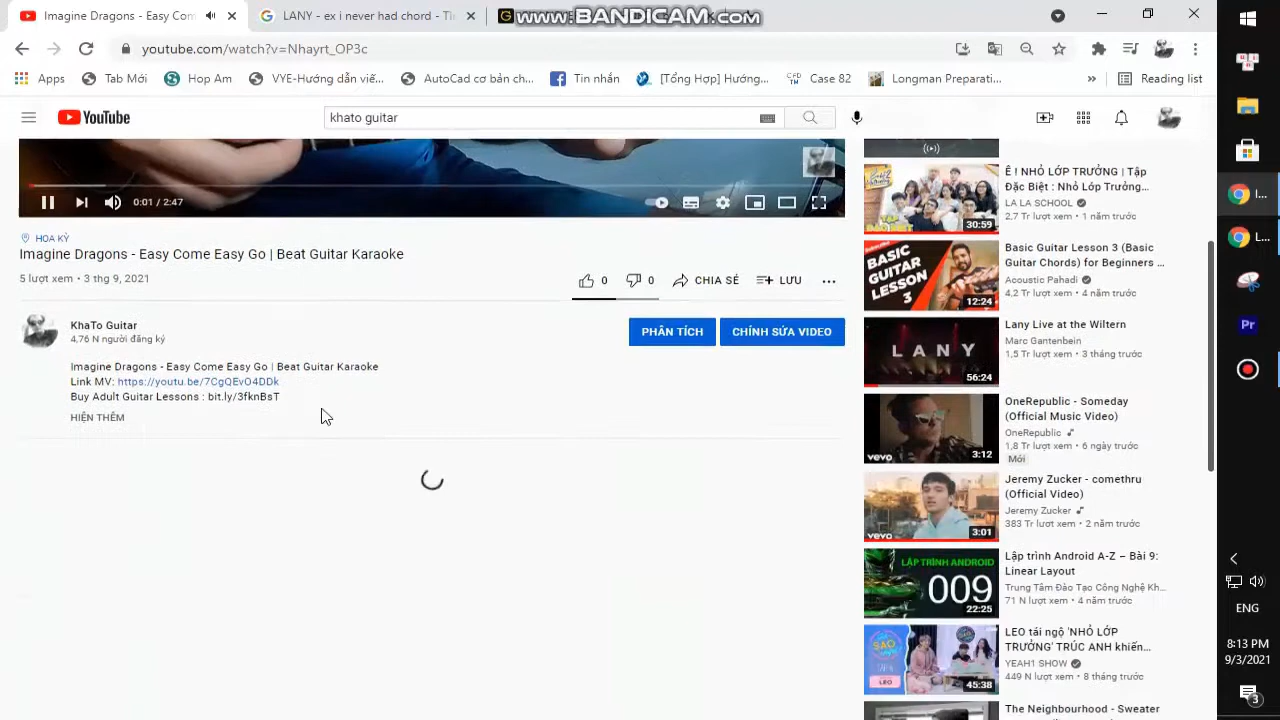 Imagine Dragons - Easy Com
LANY - ex i never had chord - Th
www.BANDICAM.com
youtube.com/watch?v=Nhayrt_OP3c
Apps
Tab Mới
Hop Am
VYE-Hướng dẫn viế...
AutoCad cơ bản ch...
Tin nhắn
[Tổng Hợp] Hướng...
Case 82
Longman Preparati...
»
Reading list
YouTube
khato guitar
0:01 / 2:47
HOA KỲ
Imagine Dragons - Easy Come Easy Go | Beat Guitar Karaoke
5 lượt xem • 3 thg 9, 2021
0
0
CHIA SẺ
LƯU
KhaTo Guitar
4,76 N người đăng ký
PHÂN TÍCH
CHỈNH SỬA VIDEO
Imagine Dragons - Easy Come Easy Go | Beat Guitar Karaoke
Link MV: https://youtu.be/7CgQEvO4DDk
Buy Adult Guitar Lessons : bit.ly/3fknBsT
HIỆN THÊM
30:59
Ê ! NHỎ LỚP TRƯỞNG | Tập
Đặc Biệt : Nhỏ Lớp Trưởng...
LA LA SCHOOL
2,7 Tr lượt xem • 1 năm trước
BASIC
GUITAR
LESSON
3
12:24
Basic Guitar Lesson 3 (Basic
Guitar Chords) for Beginners ...
Acoustic Pahadi
4,2 Tr lượt xem • 4 năm trước
LANY
56:24
Lany Live at the Wiltern
Marc Gantenbein
1,5 Tr lượt xem • 3 tháng trước
vevo
3:12
OneRepublic - Someday
(Official Music Video)
OneRepublic
1,8 Tr lượt xem • 6 ngày trước
Mới
vevo
3:01
Jeremy Zucker - comethru
(Official Video)
Jeremy Zucker
383 Tr lượt xem • 2 năm trước
LẬP TRÌNH ANDROID
009
22:25
Lập trình Android A-Z – Bài 9:
Linear Layout
Trung Tâm Đào Tạo Công Nghệ Kh...
71 N lượt xem • 4 năm trước
SAO
LEO
45:38
LEO tái ngộ 'NHỎ LỚP
TRƯỞNG' TRÚC ANH khiến...
YEAH1 SHOW
449 N lượt xem • 8 tháng trước
The Neighbourhood - Sweater
I...
L...
Pr
ENG
8:13 PM
9/3/2021
3